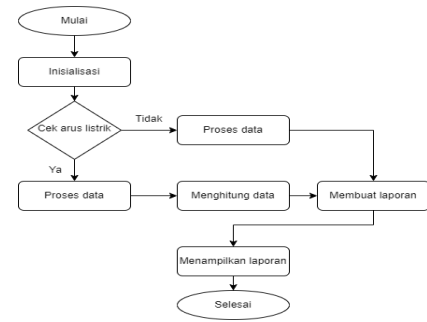 Mulai
Inisialisasi
Cek arus listrik
Tidak
Proses data
Ya
Proses data
Menghitung data
Membuat laporan
Menampilkan laporan
Selesai